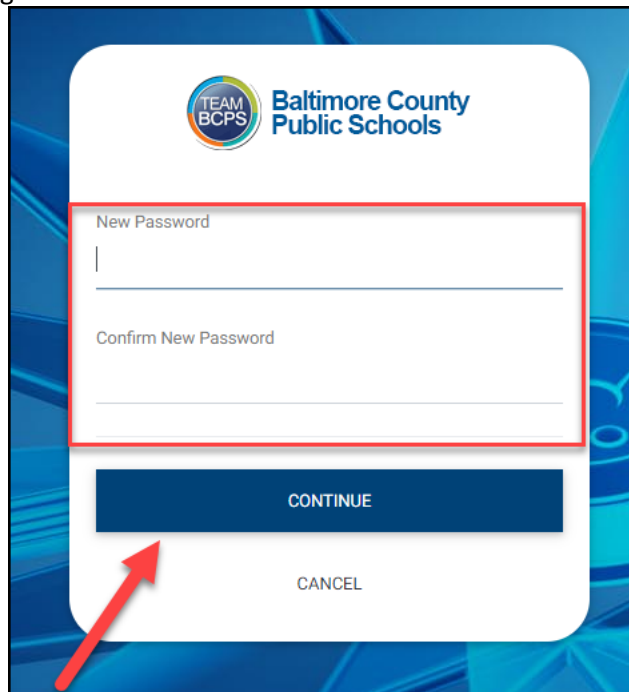 TEAM
BCPS
Baltimore County
Public Schools
New Password
Confirm New Password
CONTINUE
CANCEL